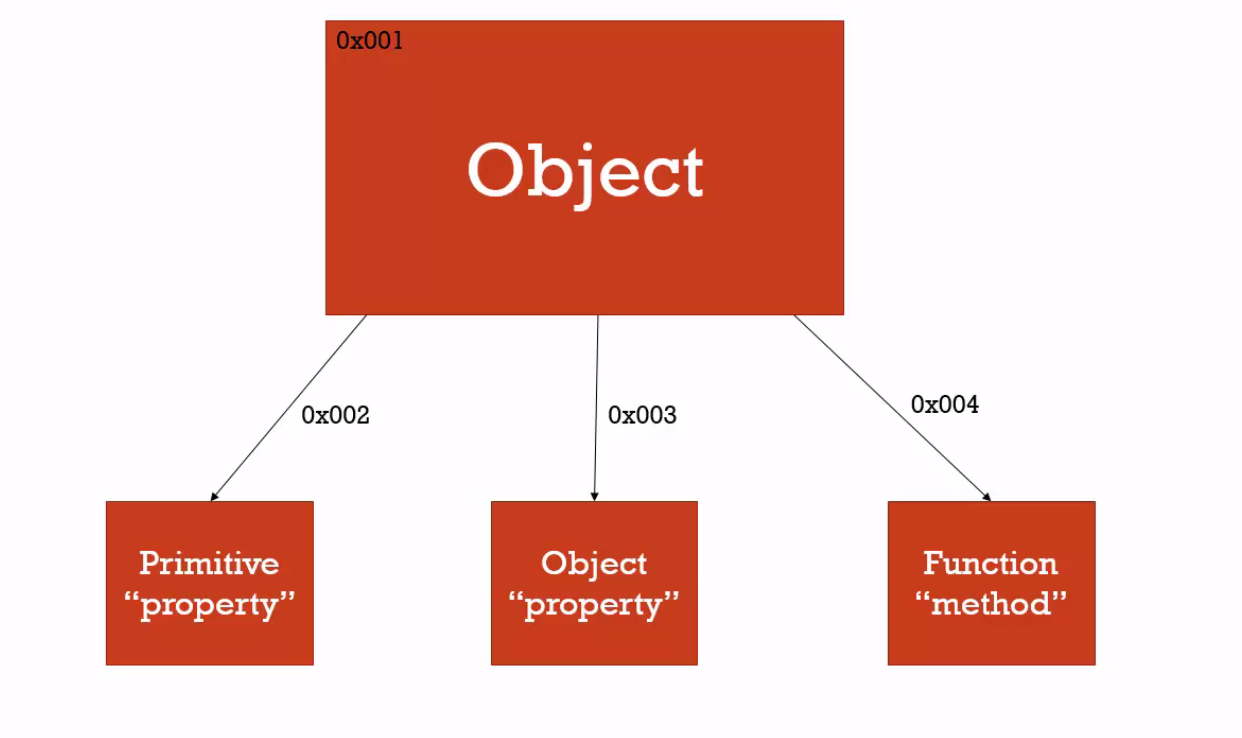 0x001
Object
0x002
0x003
0x004
Primitive
“property”
Object
“property”
Function
“method”